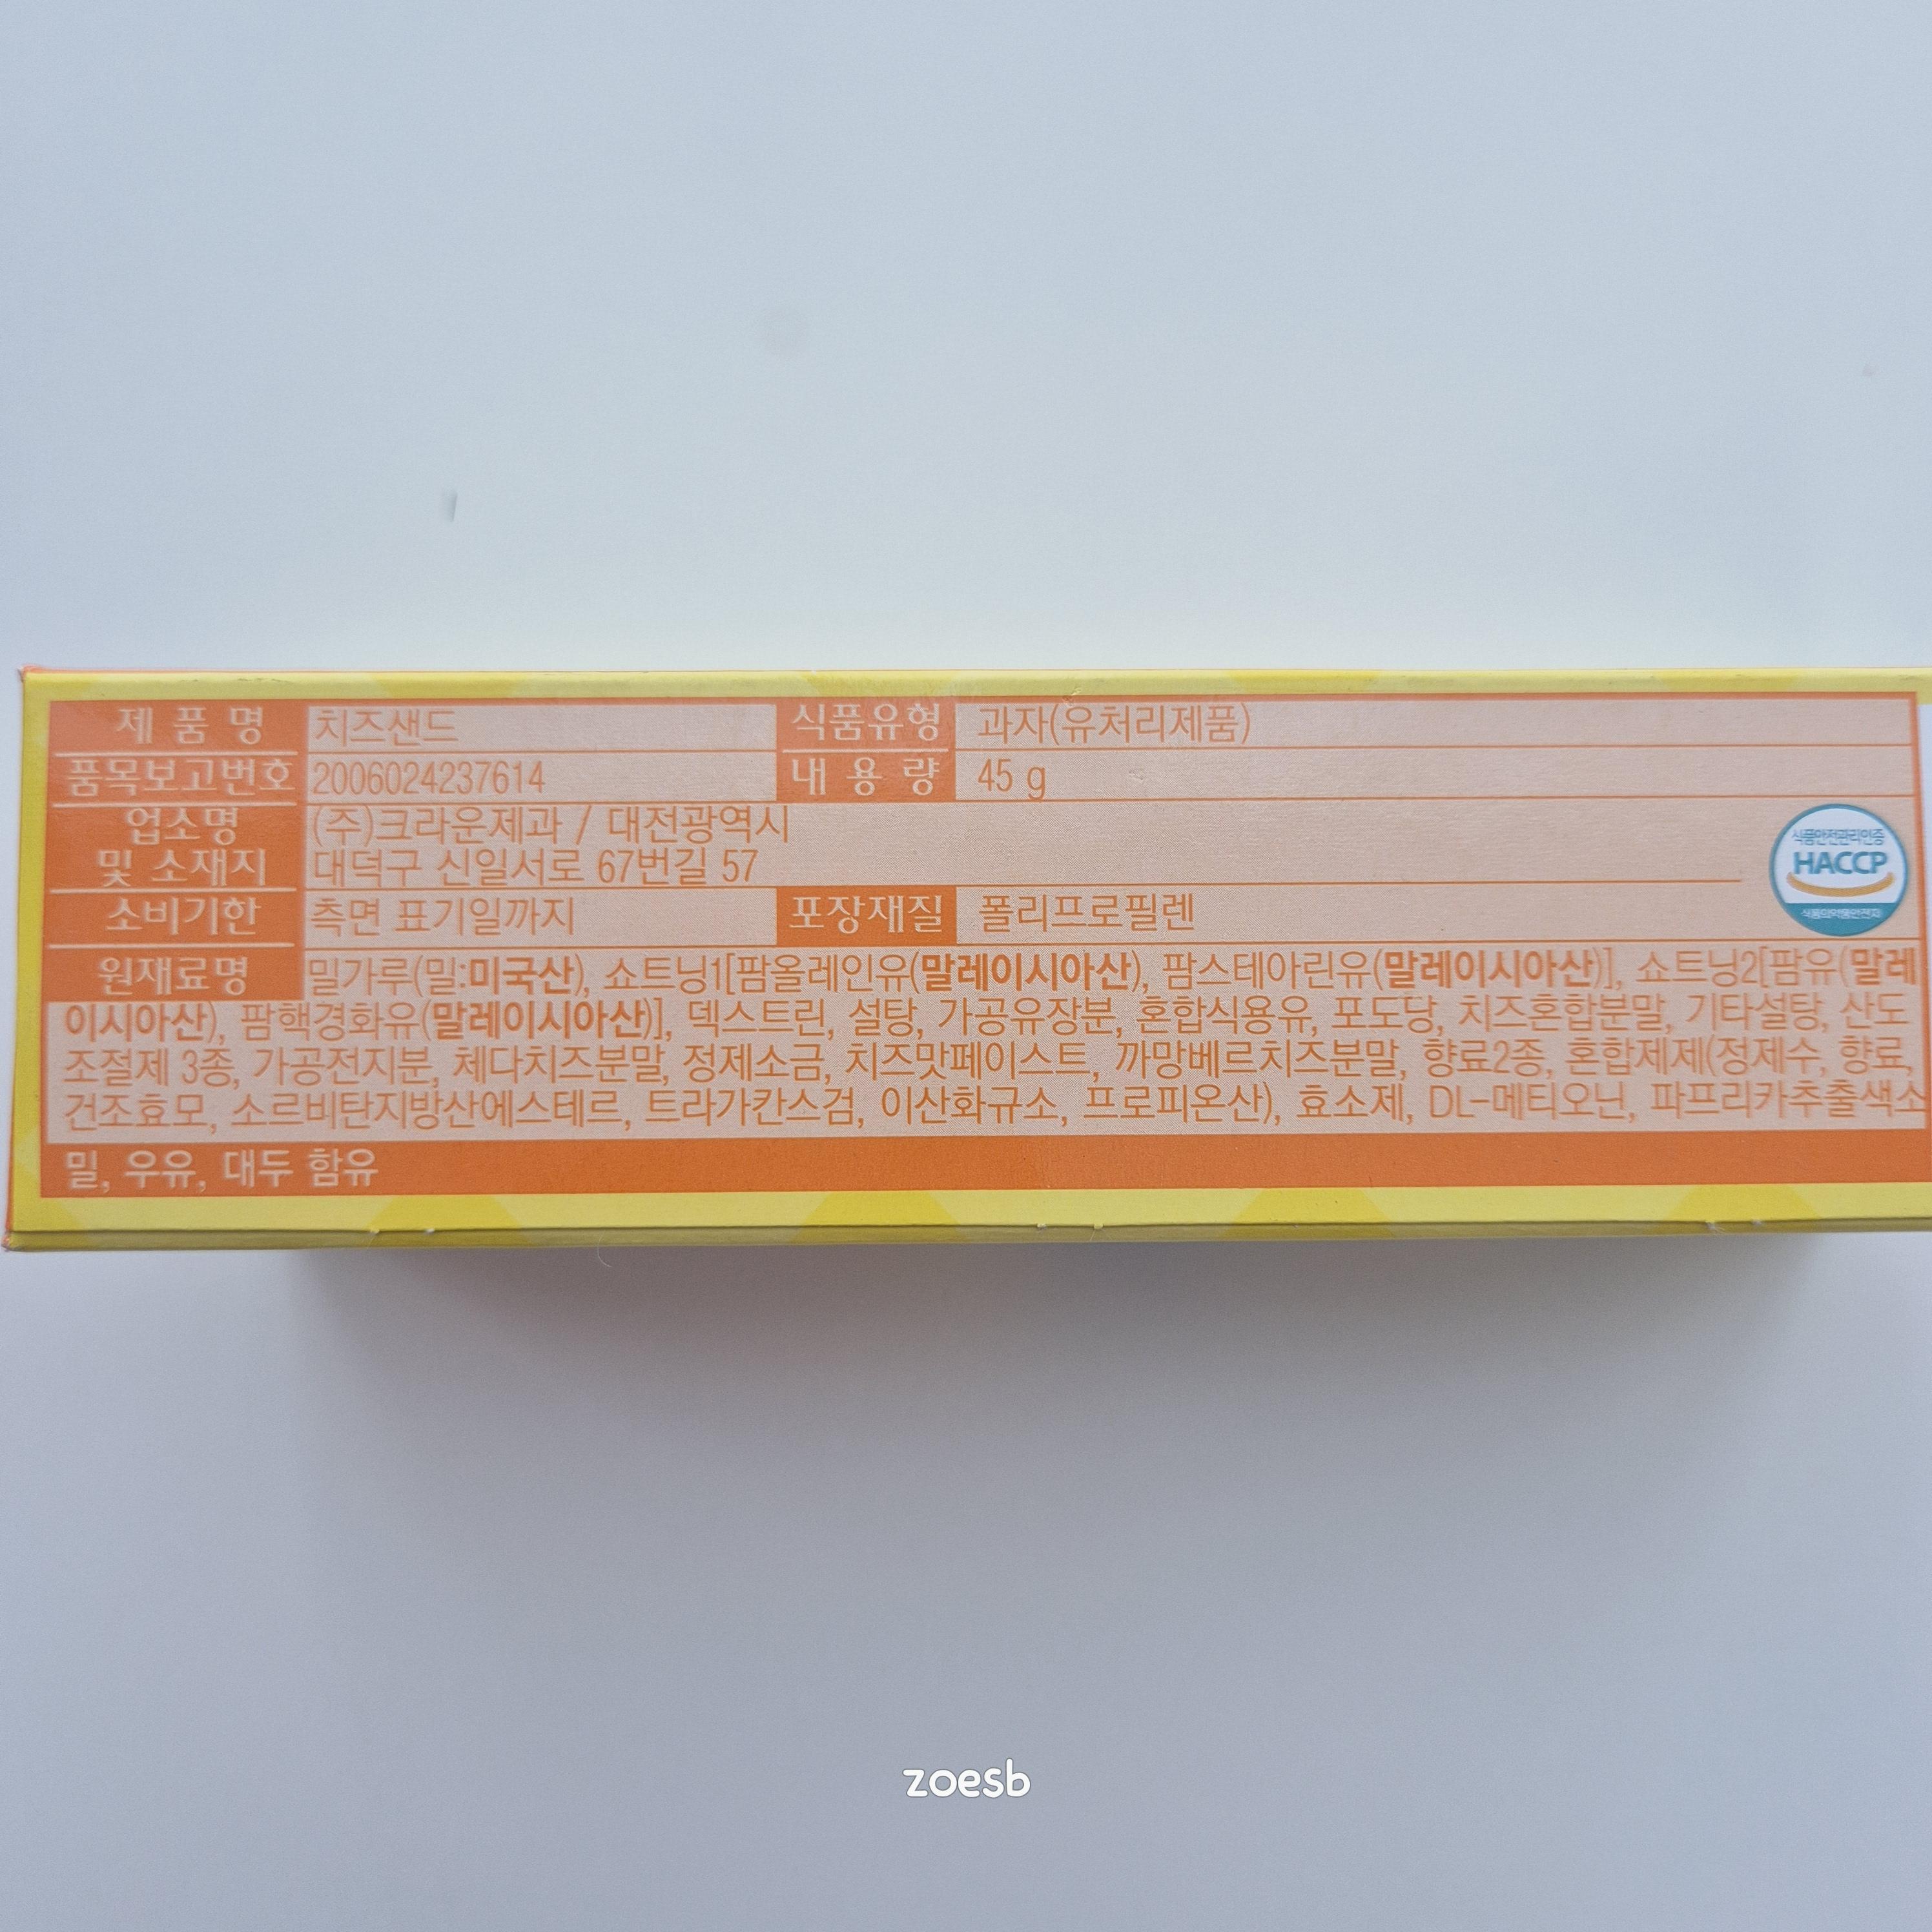 제 품 명 치즈샌드 식품유형 과자(유처리제품)
품목보고번호 2006024237614 내 용 량 45 g
업소명 (주)크라운제과 / 대전광역시
및 소재지 대덕구 신일서로 67번길 57
식품안전관리인증
HACCP
식품의약품안전처
소비기한 측면 표기일까지 포장재질 폴리프로필렌
원재료명 밀가루(밀:미국산), 쇼트닝1[팜올레인유(말레이시아산), 팜스테아린유(말레이시아산)], 쇼트닝2[팜유(말레
이시아산), 팜핵경화유(말레이시아산)], 덱스트린, 설탕, 가공유장분, 혼합식용유, 포도당, 치즈혼합분말, 기타설탕, 산도
조절제 3종, 가공전지분, 체다치즈분말, 정제소금, 치즈맛페이스트, 까망베르치즈분말, 향료2종, 혼합제제(정제수, 향료,
건조효모, 소르비탄지방산에스테르, 트라가칸스검, 이산화규소, 프로피온산), 효소제, DL-메티오닌, 파프리카추출색소
밀, 우유, 대두 함유
zoesb